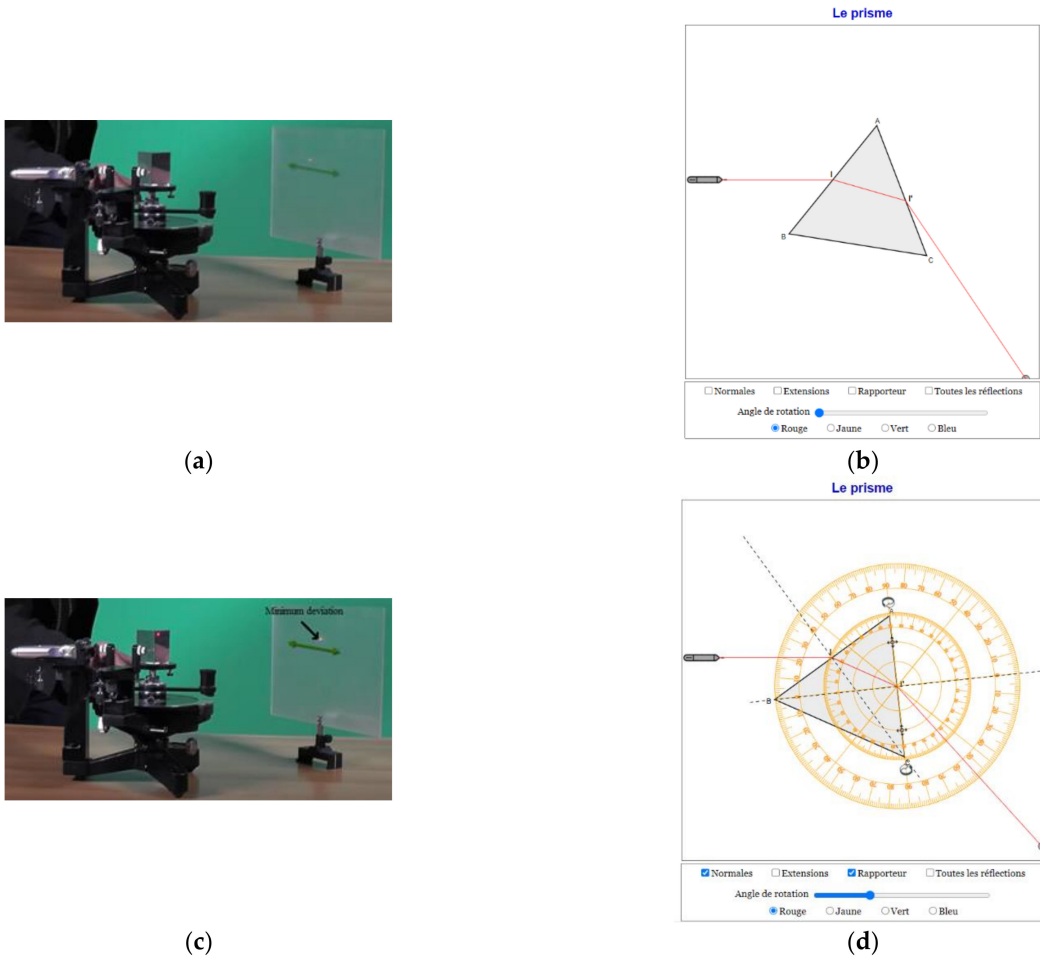 Le prisme
A
I
I'
B
C
Normales Extensions Rapporteur Toutes les réflections
Angle de rotation
Rouge Jaune Vert Bleu
(a)
(b)
Le prisme
Minimum deviation
A
I
I'
B
Normales Extensions Rapporteur Toutes les réflections
Angle de rotation
Rouge Jaune Vert Bleu
(c)
(d)